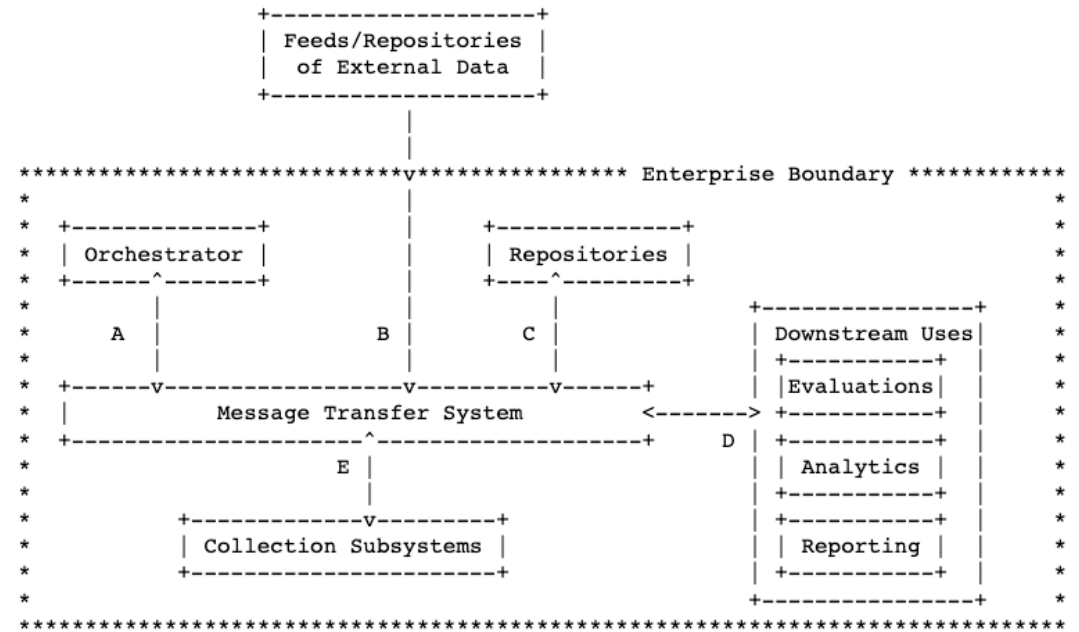 Feeds/Repositories
of External Data
Enterprise Boundary
Orchestrator
Repositories
A
B
C
Downstream Uses
Evaluations
Message Transfer System
D
E
Analytics
Collection Subsystems
Reporting